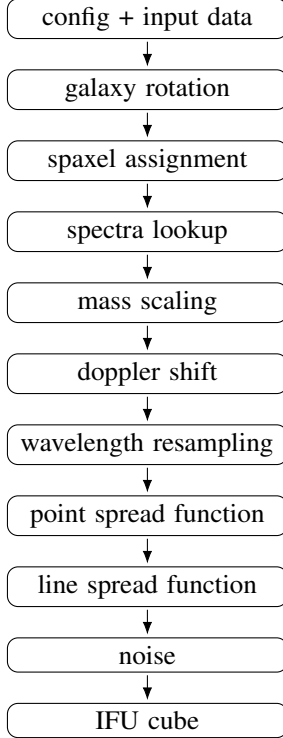 config + input data
galaxy rotation
spaxel assignment
spectra lookup
mass scaling
doppler shift
wavelength resampling
point spread function
line spread function
noise
IFU cube